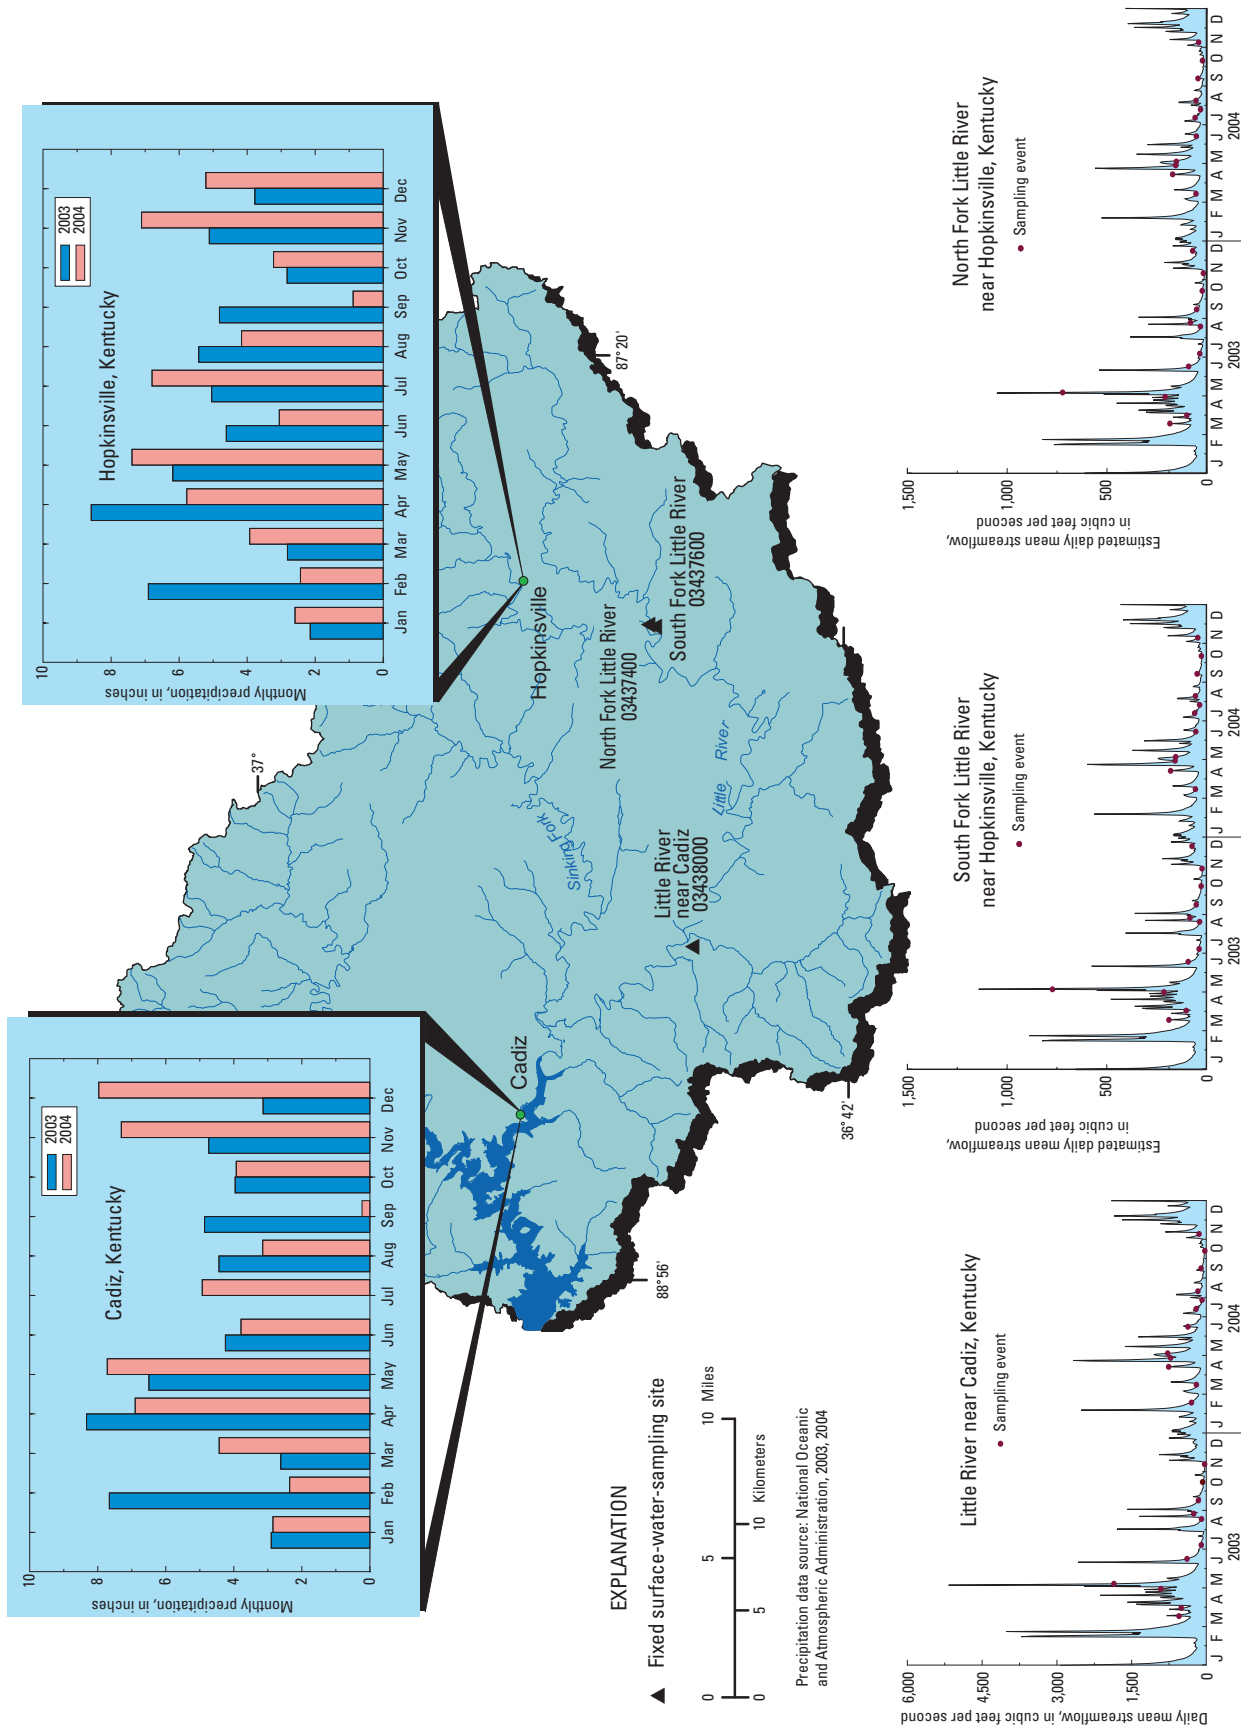 Cadiz, Kentucky
2003
2004
Monthly precipitation, in inches
10
8
6
4
2
0
Jan
Feb
Mar
Apr
May
Jun
Jul
Aug
Sep
Oct
Nov
Dec
Hopkinsville, Kentucky
2003
2004
Monthly precipitation, in inches
10
8
6
4
2
0
Jan
Feb
Mar
Apr
May
Jun
Jul
Aug
Sep
Oct
Nov
Dec
37°
Cadiz
Hopkinsville
Sinking Fork
North Fork Little River
03437400
South Fork Little River
03437600
Little River
Little River
near Cadiz
03438000
87° 20'
88° 56'
36° 42'
EXPLANATION
Fixed surface-water-sampling site
0
5
10 Miles
0
5
10 Kilometers
Precipitation data source: National Oceanic
and Atmospheric Administration, 2003, 2004
Little River near Cadiz, Kentucky
Sampling event
Daily mean streamflow,
in cubic feet per second
6,000
4,500
3,000
1,500
0
J F M A M J J A S O N D J F M A M J J A S O N D
2003
2004
South Fork Little River
near Hopkinsville, Kentucky
Sampling event
Estimated daily mean streamflow,
in cubic feet per second
1,500
1,000
500
0
J F M A M J J A S O N D J F M A M J J A S O N D
2003
2004
North Fork Little River
near Hopkinsville, Kentucky
Sampling event
Estimated daily mean streamflow,
in cubic feet per second
1,500
1,000
500
0
J F M A M J J A S O N D J F M A M J J A S O N D
2003
2004